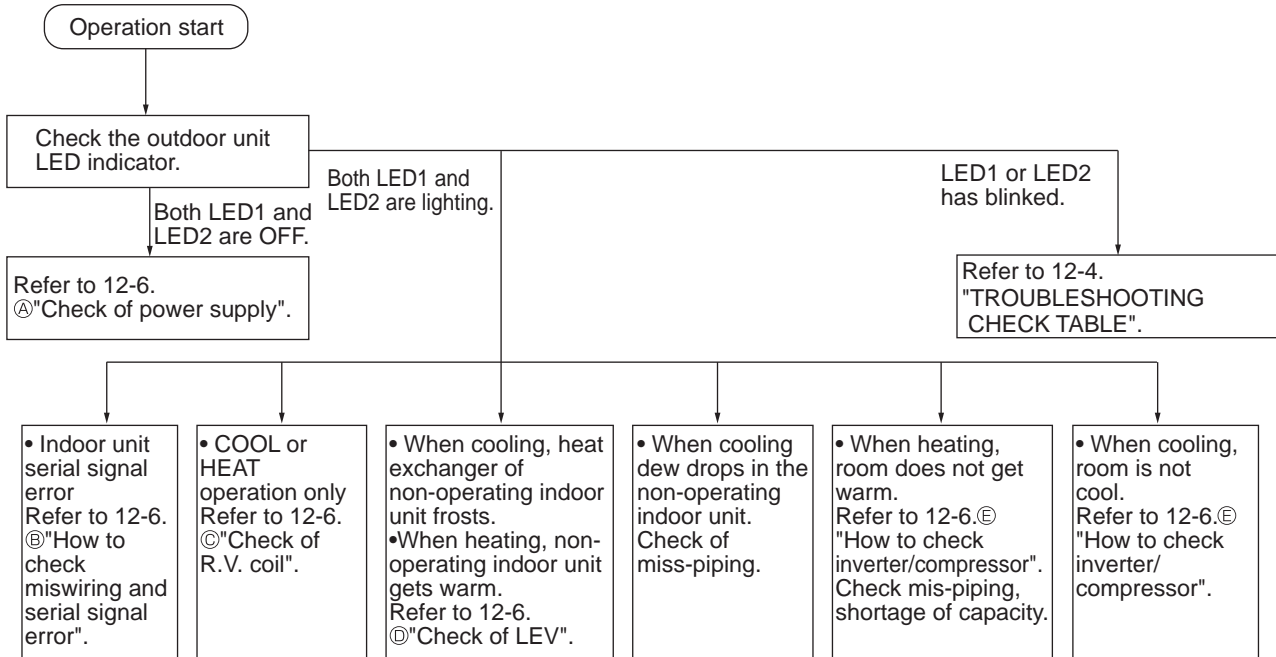 Operation start
Check the outdoor unit
LED indicator.
Both LED1 and
LED2 are lighting.
LED1 or LED2
has blinked.
Both LED1 and
LED2 are OFF.
Refer to 12-6.
Ⓐ"Check of power supply".
Refer to 12-4.
"TROUBLESHOOTING
CHECK TABLE".
• Indoor unit
serial signal
error
Refer to 12-6.
Ⓑ"How to
check
miswiring and
serial signal
error".
• COOL or
HEAT
operation only
Refer to 12-6.
Ⓒ"Check of
R.V. coil".
• When cooling, heat
exchanger of
non-operating indoor
unit frosts.
•When heating, non-
operating indoor unit
gets warm.
Refer to 12-6.
Ⓓ"Check of LEV".
• When cooling
dew drops in the
non-operating
indoor unit.
Check of
miss-piping.
• When heating,
room does not get
warm.
Refer to 12-6.Ⓔ
"How to check
inverter/compressor".
Check mis-piping,
shortage of capacity.
• When cooling,
room is not
cool.
Refer to 12-6.Ⓔ
"How to check
inverter/
compressor".